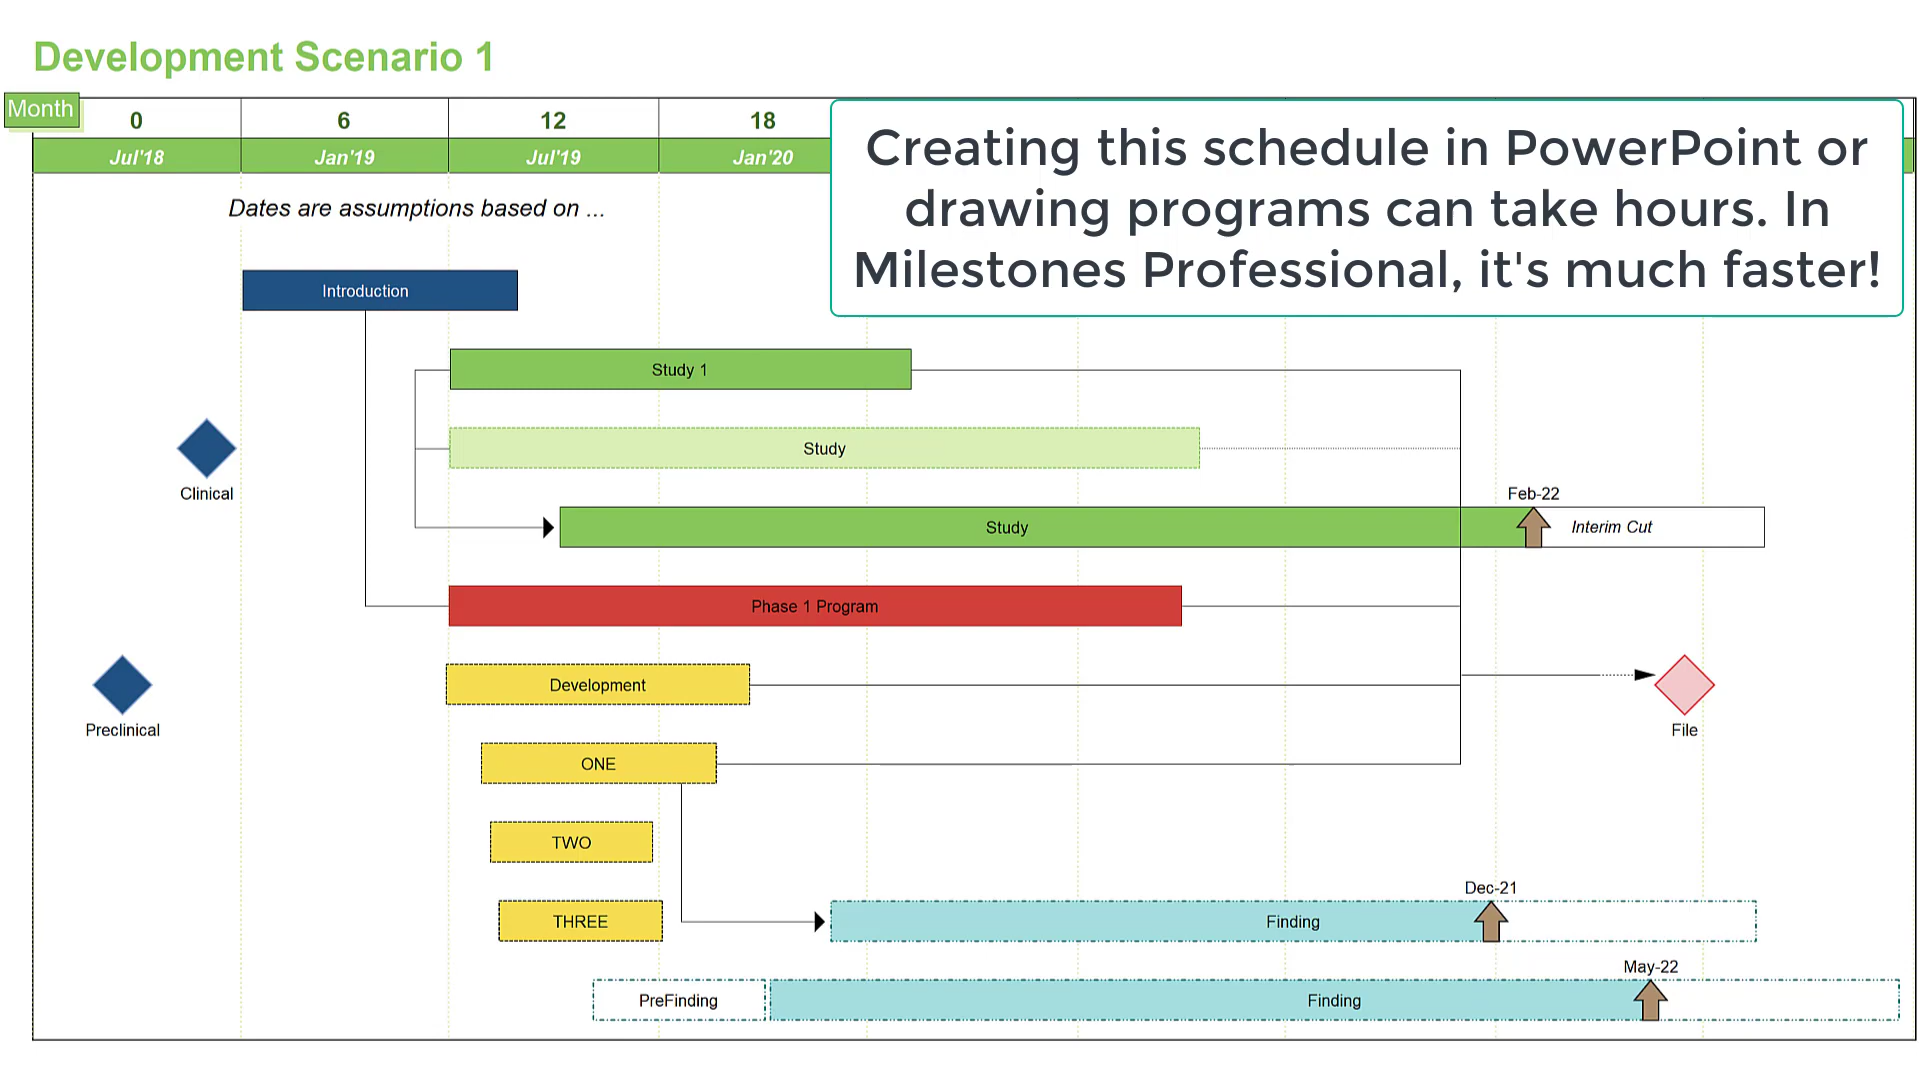 Development Scenario 1
Month
0
6
12
18
Jul'18
Jan'19
Jul'19
Jan'20
Creating this schedule in PowerPoint or
drawing programs can take hours. In
Milestones Professional, it's much faster!
Dates are assumptions based on ...
Introduction
Study 1
Study
Clinical
Feb-22
Study
Interim Cut
Phase 1 Program
Development
Preclinical
File
ONE
TWO
Dec-21
THREE
Finding
May-22
PreFinding
Finding